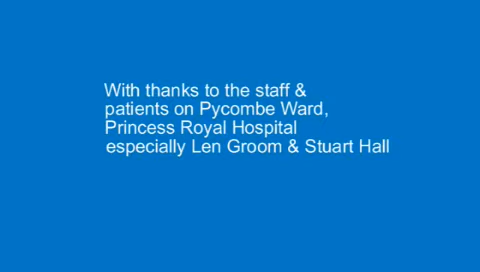 With thanks to the staff &
patients on Pycombe Ward,
Princess Royal Hospital
especially Len Groom & Stuart Hall